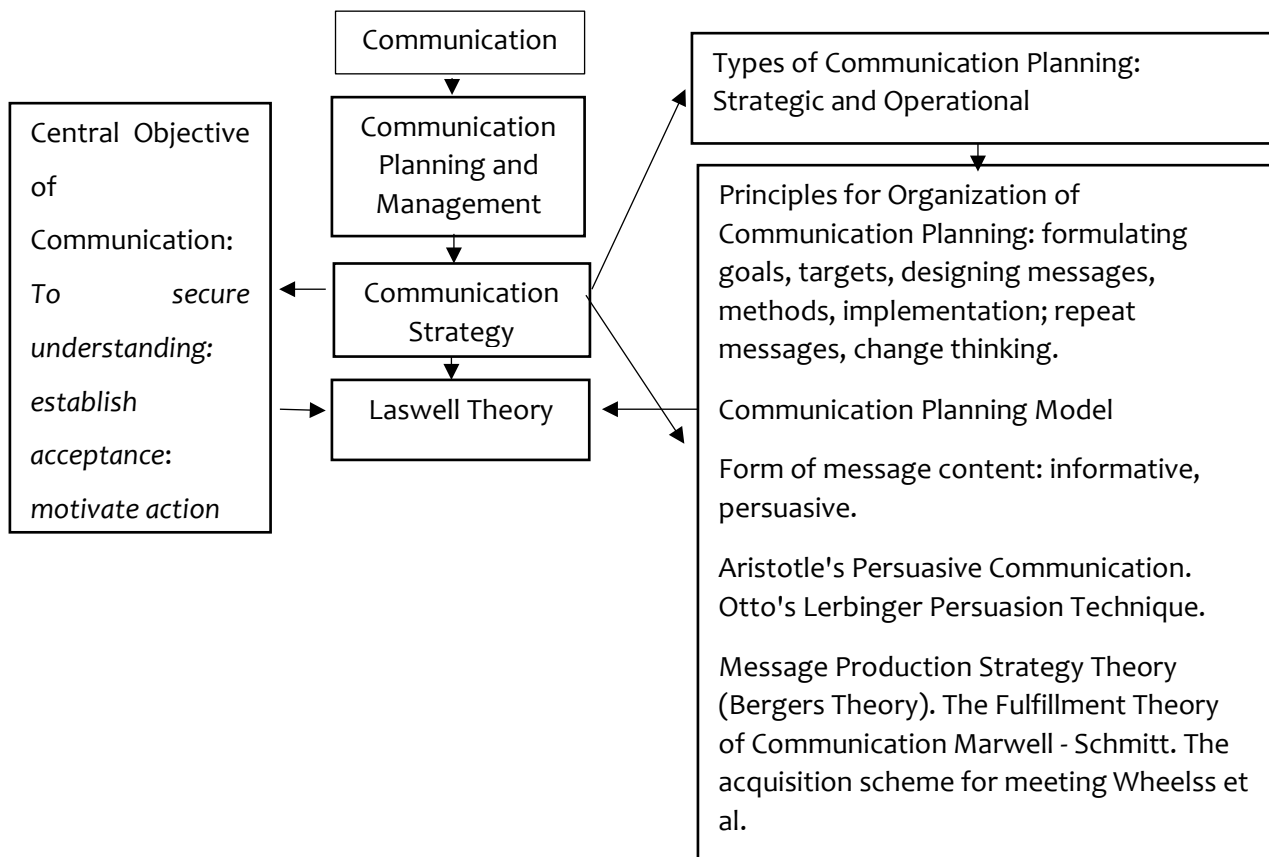 Communication
Communication
Planning and
Management
Communication
Strategy
Laswell Theory
Central Objective
of
Communication:
To secure
understanding:
establish
acceptance:
motivate action
Types of Communication Planning:
Strategic and Operational
Principles for Organization of
Communication Planning: formulating
goals, targets, designing messages,
methods, implementation; repeat
messages, change thinking.
Communication Planning Model
Form of message content: informative,
persuasive.
Aristotle's Persuasive Communication.
Otto's Lerbinger Persuasion Technique.
Message Production Strategy Theory
(Bergers Theory). The Fulfillment Theory
of Communication Marwell - Schmitt. The
acquisition scheme for meeting Wheelss et
al.